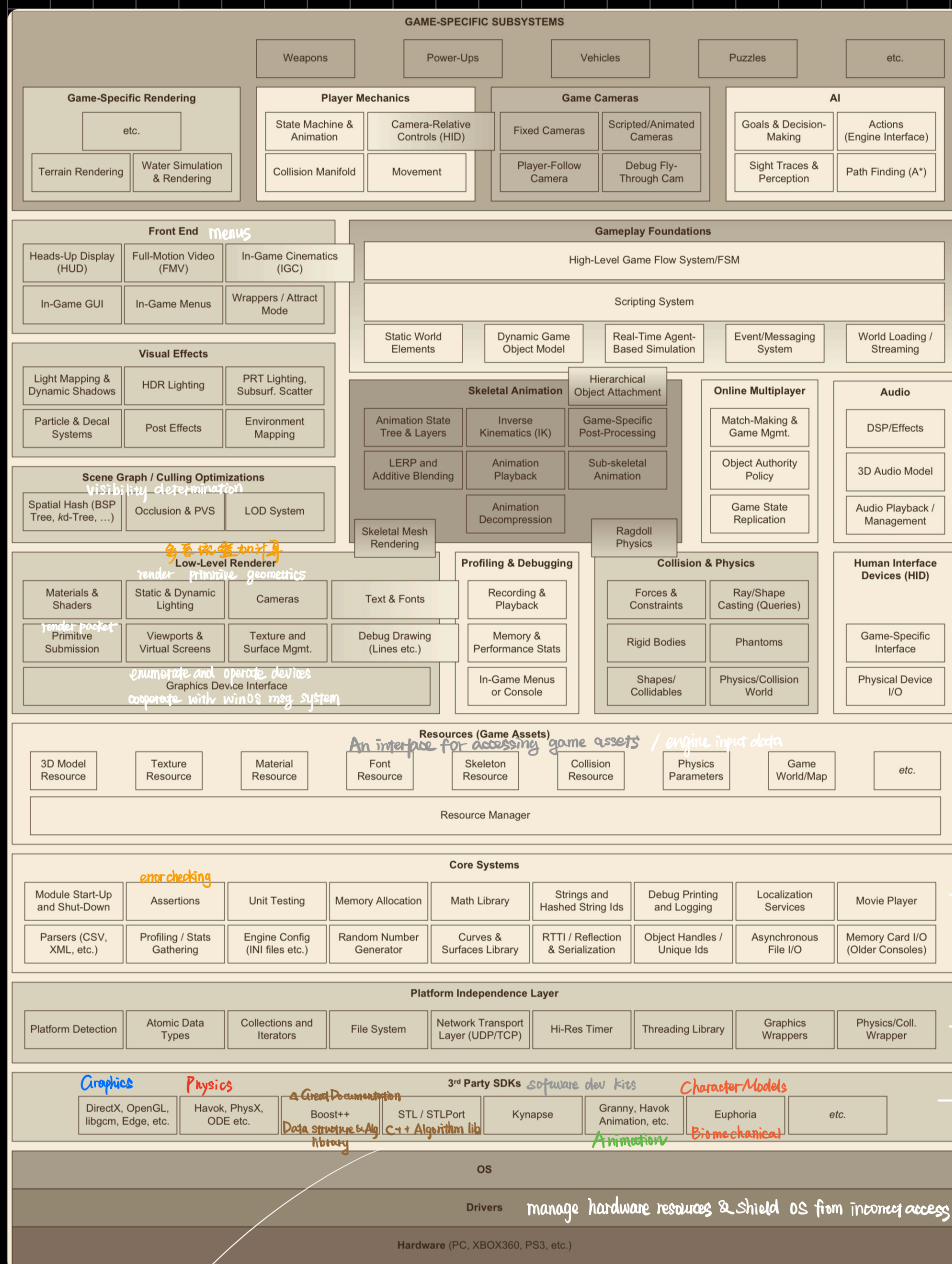 GAME-SPECIFIC SUBSYSTEMS
Weapons
Power-Ups
Vehicles
Puzzles
etc.
Game-Specific Rendering
etc.
Terrain Rendering
Water Simulation
& Rendering
Player Mechanics
State Machine &
Animation
Camera-Relative
Controls (HID)
Collision Manifold
Movement
Game Cameras
Fixed Cameras
Scripted/Animated
Cameras
Player-Follow
Camera
Debug Fly-
Through Cam
AI
Goals & Decision-
Making
Actions
(Engine Interface)
Sight Traces &
Perception
Path Finding (A*)
Front End menus
Heads-Up Display
(HUD)
Full-Motion Video
(FMV)
In-Game Cinematics
(IGC)
In-Game GUI
In-Game Menus
Wrappers / Attract
Mode
Gameplay Foundations
High-Level Game Flow System/FSM
Scripting System
Static World
Elements
Dynamic Game
Object Model
Real-Time Agent-
Based Simulation
Event/Messaging
System
World Loading /
Streaming
Visual Effects
Light Mapping &
Dynamic Shadows
HDR Lighting
PRT Lighting,
Subsurf. Scatter
Particle & Decal
Systems
Post Effects
Environment
Mapping
Skeletal Animation
Hierarchical
Object Attachment
Animation State
Tree & Layers
Inverse
Kinematics (IK)
Game-Specific
Post-Processing
LERP and
Additive Blending
Animation
Playback
Sub-skeletal
Animation
Animation
Decompression
Skeletal Mesh
Rendering
Ragdoll
Physics
Online Multiplayer
Match-Making &
Game Mgmt.
Object Authority
Policy
Game State
Replication
Audio
DSP/Effects
3D Audio Model
Audio Playback /
Management
Scene Graph / Culling Optimizations
visibility determination
Spatial Hash (BSP
Tree, kd-Tree, …)
Occlusion & PVS
LOD System
Low-Level Renderer
render primitive geometrics
Materials &
Shaders
Static & Dynamic
Lighting
Cameras
Text & Fonts
render packet
Primitive
Submission
Viewports &
Virtual Screens
Texture and
Surface Mgmt.
Debug Drawing
(Lines etc.)
enumerate and operate devices
Graphics Device Interface
cooperate with winOS msg system
Profiling & Debugging
Recording &
Playback
Memory &
Performance Stats
In-Game Menus
or Console
Collision & Physics
Forces &
Constraints
Ray/Shape
Casting (Queries)
Rigid Bodies
Phantoms
Shapes/
Collidables
Physics/Collision
World
Human Interface
Devices (HID)
Game-Specific
Interface
Physical Device
I/O
Resources (Game Assets)
An interface for accessing game assets / engine input data
3D Model
Resource
Texture
Resource
Material
Resource
Font
Resource
Skeleton
Resource
Collision
Resource
Physics
Parameters
Game
World/Map
etc.
Resource Manager
Core Systems
error checking
Module Start-Up
and Shut-Down
Assertions
Unit Testing
Memory Allocation
Math Library
Strings and
Hashed String Ids
Debug Printing
and Logging
Localization
Services
Movie Player
Parsers (CSV,
XML, etc.)
Profiling / Stats
Gathering
Engine Config
(INI files etc.)
Random Number
Generator
Curves &
Surfaces Library
RTTI / Reflection
& Serialization
Object Handles /
Unique Ids
Asynchronous
File I/O
Memory Card I/O
(Older Consoles)
Platform Independence Layer
Platform Detection
Atomic Data
Types
Collections and
Iterators
File System
Network Transport
Layer (UDP/TCP)
Hi-Res Timer
Threading Library
Graphics
Wrappers
Physics/Coll.
Wrapper
3rd Party SDKs software dev kits
Graphics
DirectX, OpenGL,
libgcm, Edge, etc.
Physics
Havok, PhysX,
ODE etc.
Great Documentation
Boost++
Data structure & Alg
library
STL / STLPort
C++ Algorithm lib
Kynapse
Granny, Havok
Animation, etc.
Animation
Character Models
Euphoria
Biomechanical
etc.
OS
Drivers manage hardware resources & shield OS from incorrect access
Hardware (PC, XBOX360, PS3, etc.)